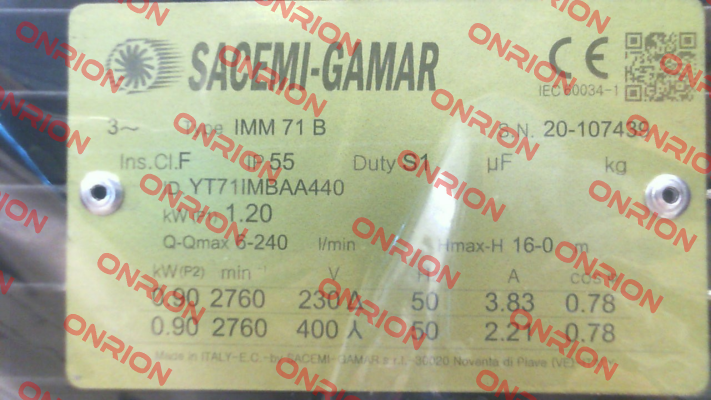 SACEMI-GAMAR
CE
IEC 60034-1
3~ Type IMM 71 B S.N. 20-107439
Ins.Cl.F IP 55 Duty S1 µF kg
ID YT71IMBAA440
kW(P1) 1.20
Q-Qmax 6-240 l/min Hmax-H 16-0 m
kW(P2) min⁻¹ V A
0.90 2760 230 Δ 50 3.83 0.78
0.90 2760 400 人 50 2.21 0.78
Made in ITALY-E.C.-by SACEMI-GAMAR s.r.l.-30020 Noventa di Piave (VE)
ONRION